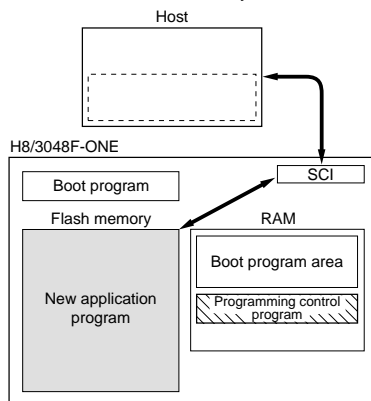 Host
H8/3048F-ONE
SCI
Boot program
Flash memory
RAM
Boot program area
New application
program
Programming control
program